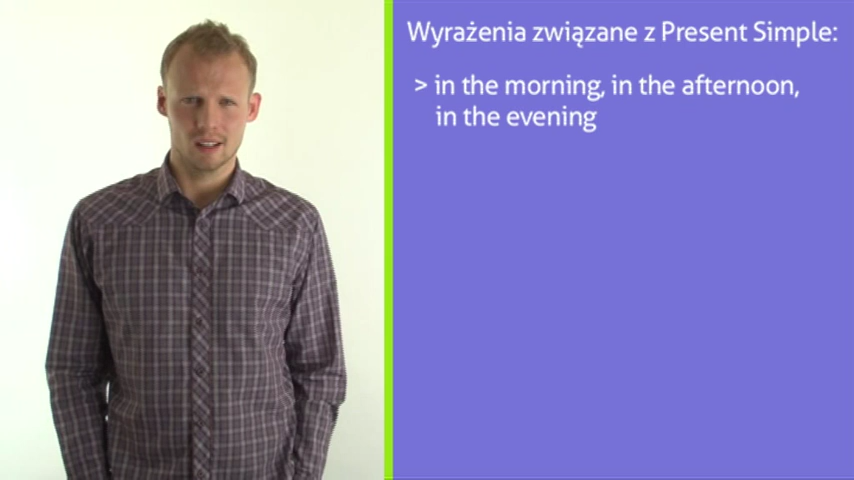 Wyrażenia związane z Present Simple:
> in the morning, in the afternoon,
in the evening